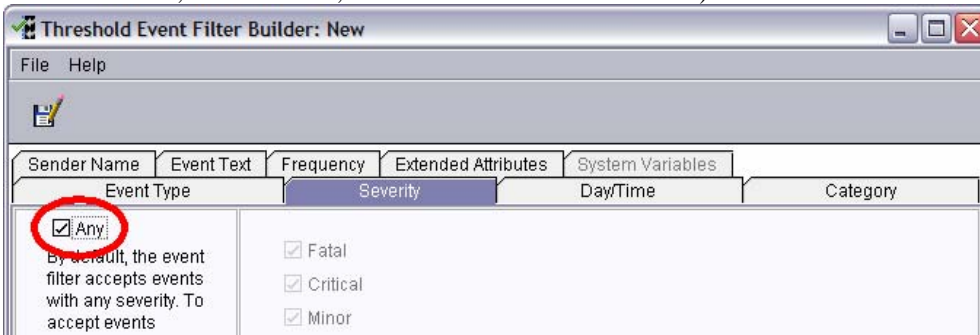 Threshold Event Filter Builder: New
File Help
Sender Name Event Text Frequency Extended Attributes System Variables
Event Type Severity Day/Time Category
Any
By default, the event
filter accepts events
with any severity. To
accept events
Fatal
Critical
Minor